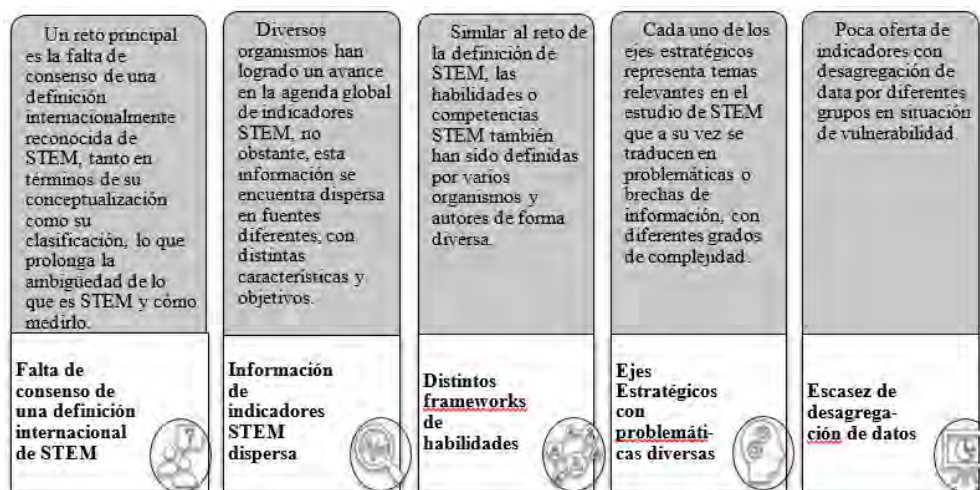 Un reto principal
es la falta de
consenso de una
definición
internacionalmente
reconocida de
STEM, tanto en
términos de su
conceptualización
como su
clasificación, lo que
prolonga la
ambigüedad de lo
que es STEM y cómo
medirlo.
Falta de
consenso de
una definición
internacional
de STEM
Diversos
organismos han
logrado un avance
en la agenda global
de indicadores
STEM, no
obstante, esta
información se
encuentra dispersa
en fuentes
diferentes, con
distintas
características y
objetivos.
Información
de
indicadores
STEM
dispersa
Similar al reto de
la definición de
STEM, las
habilidades o
competencias
STEM también
han sido definidas
por varios
organismos y
autores de forma
diversa.
Distintos
frameworks
de
habilidades
Cada uno de los
ejes estratégicos
representa temas
relevantes en el
estudio de STEM
que a su vez se
traducen en
problemáticas o
brechas de
información, con
diferentes grados
de complejidad.
Ejes
Estratégicos
con
problemáti-
cas diversas
Poca oferta de
indicadores con
desagregación de
data por diferentes
grupos en situación
de vulnerabilidad.
Escasez de
desagrega-
ción de datos